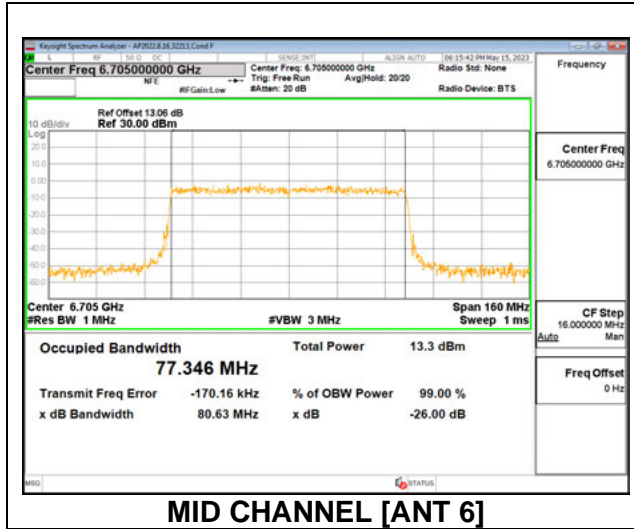 Keysight Spectrum Analyzer - AP2022.8.16,32213,Cond F
L RF 50 Ω DC SENSE:INT ALIGN AUTO 06:15:42 PM May 15, 2023
Center Freq 6.705000000 GHz
Center Freq: 6.705000000 GHz
Radio Std: None
Frequency
NFE
Trig: Free Run Avg|Hold: 20/20
#IFGain:Low
#Atten: 20 dB
Radio Device: BTS
Ref Offset 13.06 dB
10 dB/div Ref 30.00 dBm
Log
20.0
10.0
0.00
-10.0
-20.0
-30.0
-40.0
-50.0
-60.0
Center Freq
6.705000000 GHz
Center 6.705 GHz Span 160 MHz
#Res BW 1 MHz #VBW 3 MHz Sweep 1 ms
CF Step
16.000000 MHz
Auto Man
Occupied Bandwidth Total Power 13.3 dBm
77.346 MHz
Freq Offset
0 Hz
Transmit Freq Error -170.16 kHz % of OBW Power 99.00 %
x dB Bandwidth 80.63 MHz x dB -26.00 dB
MSG STATUS
MID CHANNEL [ANT 6]